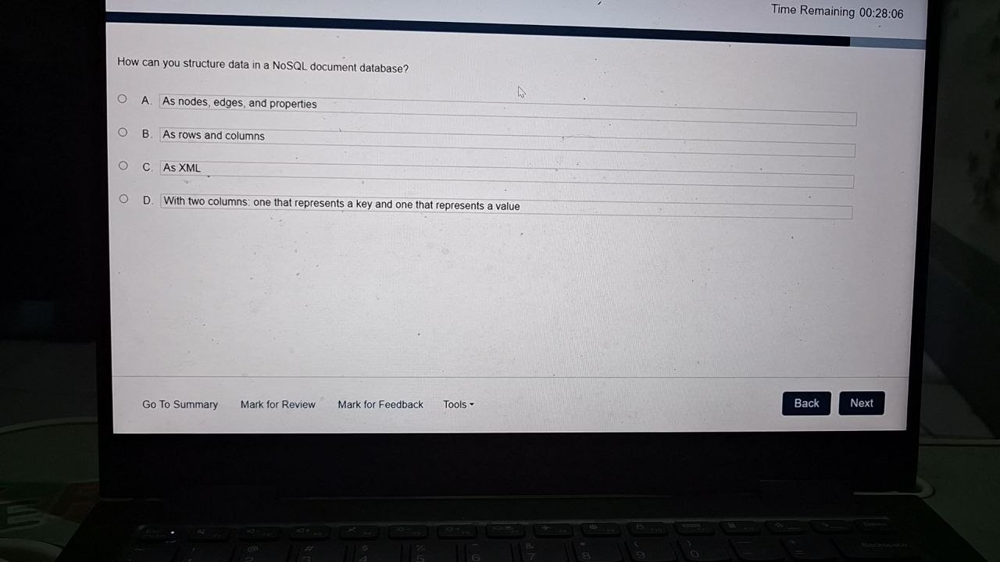 Time Remaining 00:28:06
How can you structure data in a NoSQL document database?
A. As nodes, edges, and properties
B. As rows and columns
C. As XML
D. With two columns: one that represents a key and one that represents a value
Go To Summary Mark for Review Mark for Feedback Tools Back Next
Backspace